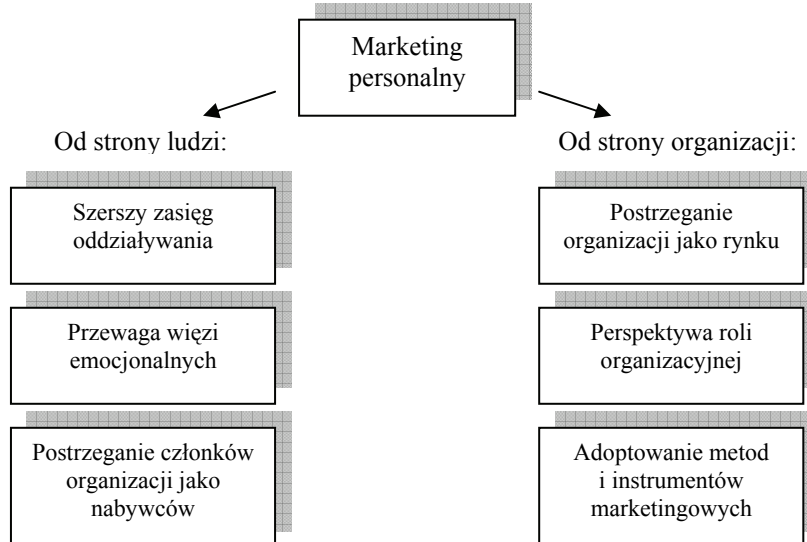 Marketing
personalny
Od strony ludzi:
Szerszy zasięg
oddziaływania
Przewaga więzi
emocjonalnych
Postrzeganie członków
organizacji jako
nabywców
Od strony organizacji:
Postrzeganie
organizacji jako rynku
Perspektywa roli
organizacyjnej
Adoptowanie metod
i instrumentów
marketingowych